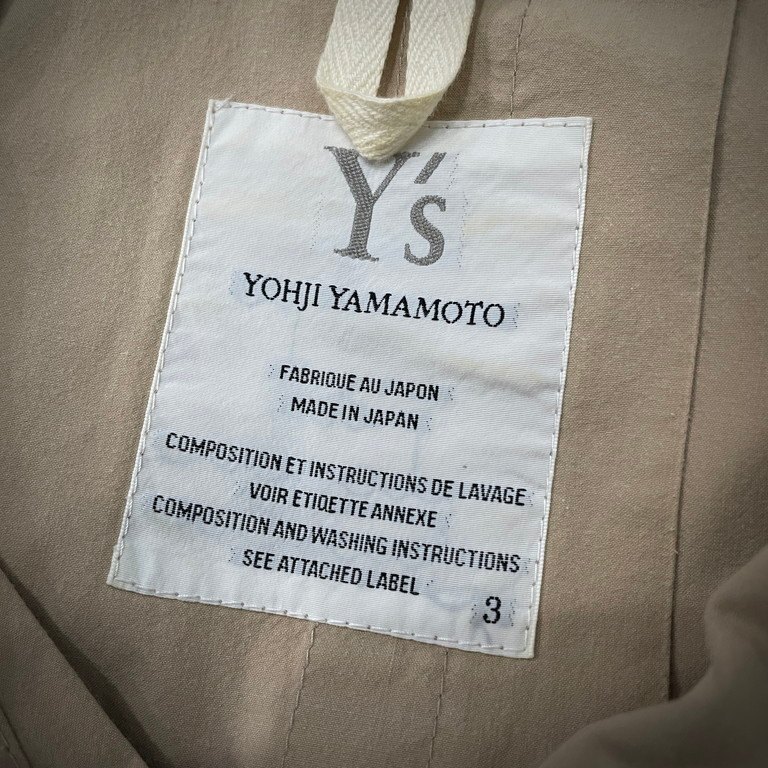 Y's
YOHJI YAMAMOTO
FABRIQUE AU JAPON
MADE IN JAPAN
COMPOSITION ET INSTRUCTIONS DE LAVAGE
VOIR ETIQETTE ANNEXE
COMPOSITION AND WASHING INSTRUCTIONS
SEE ATTACHED LABEL
3